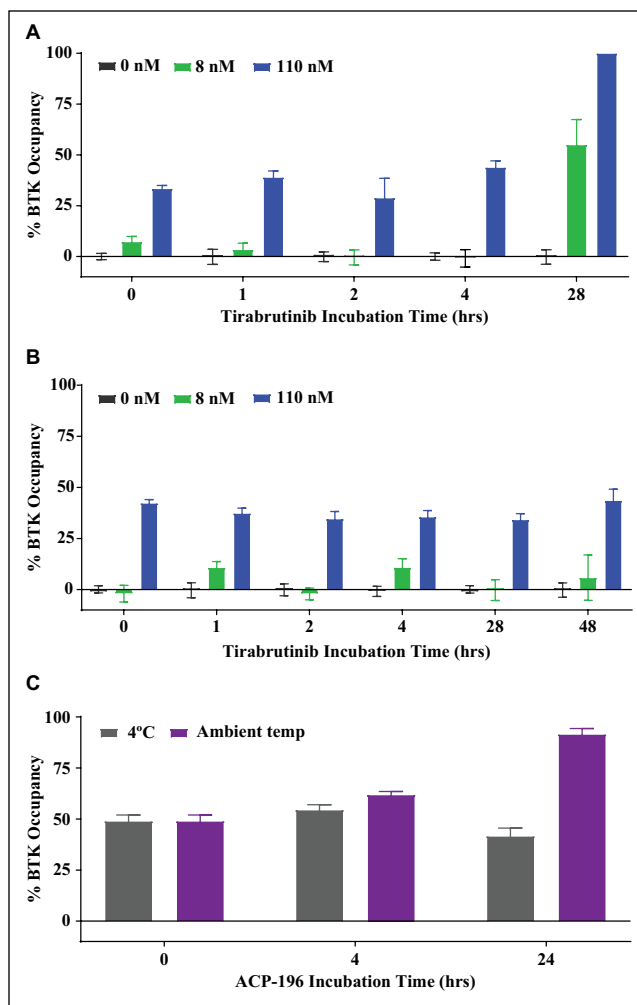 A
0 nM 8 nM 110 nM
% BTK Occupancy
100
75
50
25
0
0 1 2 4 28
Tirabrutinib Incubation Time (hrs)
B
0 nM 8 nM 110 nM
% BTK Occupancy
100
75
50
25
0
0 1 2 4 28 48
Tirabrutinib Incubation Time (hrs)
C
4ºC Ambient temp
% BTK Occupancy
100
75
50
25
0
0 4 24
ACP-196 Incubation Time (hrs)